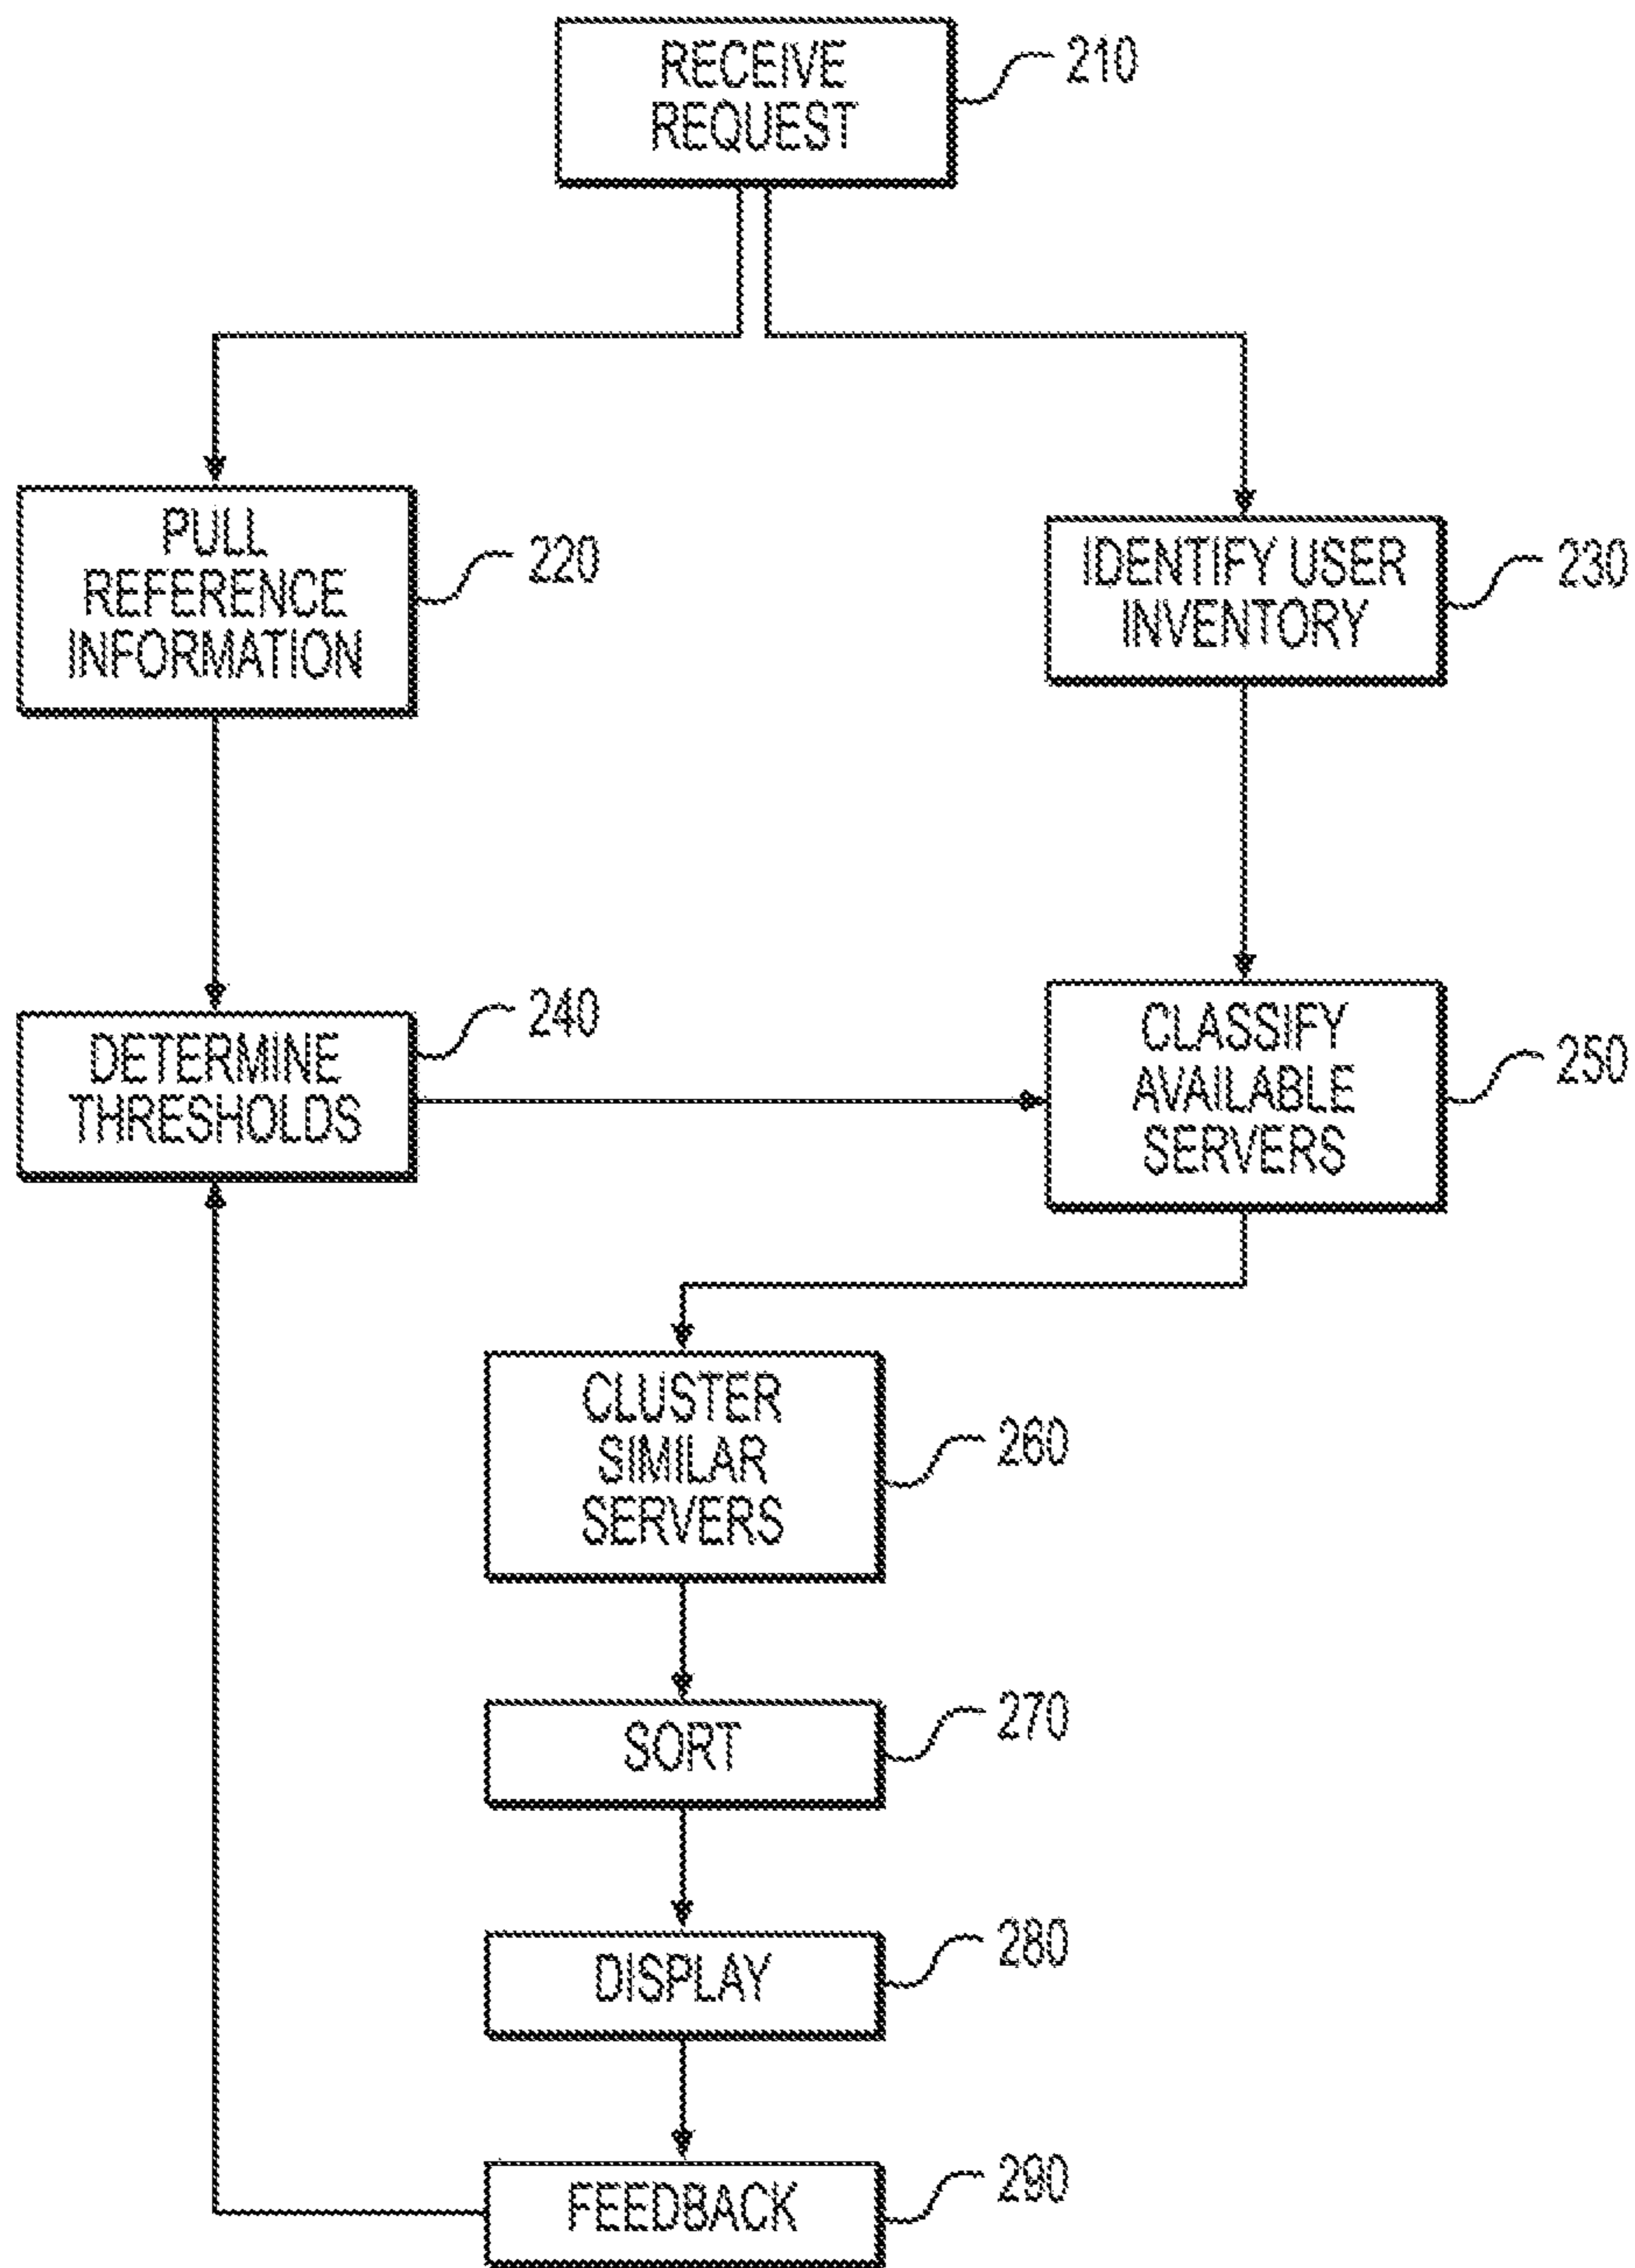 RECEIVE
REQUEST
210
PULL
REFERENCE
INFORMATION
220
IDENTIFY USER
INVENTORY
230
DETERMINE
THRESHOLDS
240
CLASSIFY
AVAILABLE
SERVERS
250
CLUSTER
SIMILAR
SERVERS
260
SORT
270
DISPLAY
280
FEEDBACK
290